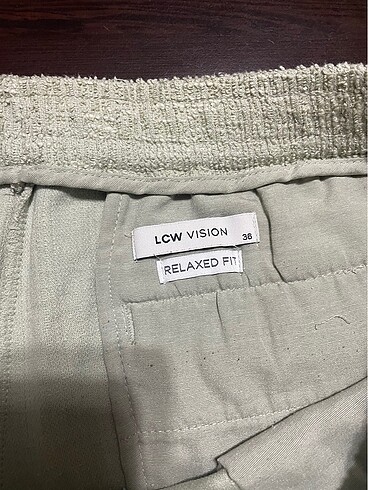 LCW VISION 36
RELAXED FIT